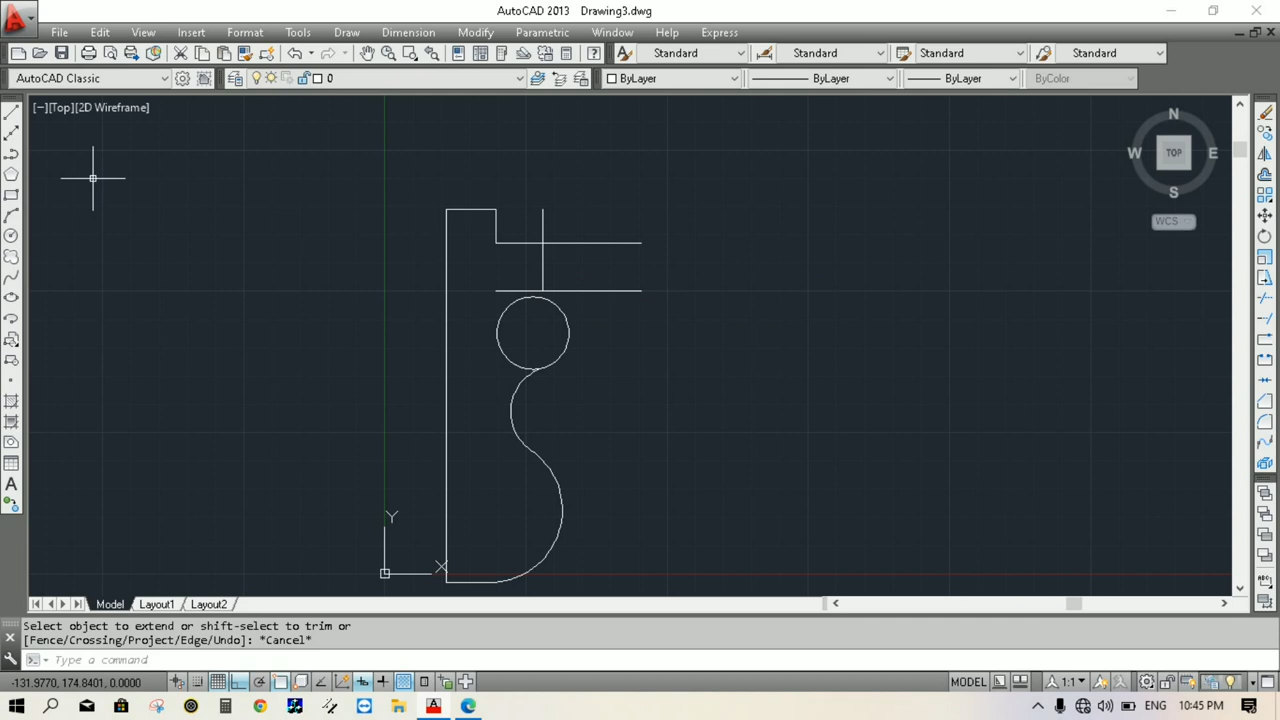 AutoCAD 2013 Drawing3.dwg
File Edit View Insert Format Tools Draw Dimension Modify Parametric Window Help Express
Standard Standard Standard Standard
AutoCAD Classic 0 ByLayer ByLayer ByLayer ByColor
[−][Top][2D Wireframe]
N
W TOP E
S
WCS
Y
X
Model Layout1 Layout2
Select object to extend or shift-select to trim or
[Fence/Crossing/Project/Edge/Undo]: *Cancel*
Type a command
-131.9770, 174.8401, 0.0000 MODEL 1:1
ENG 10:45 PM